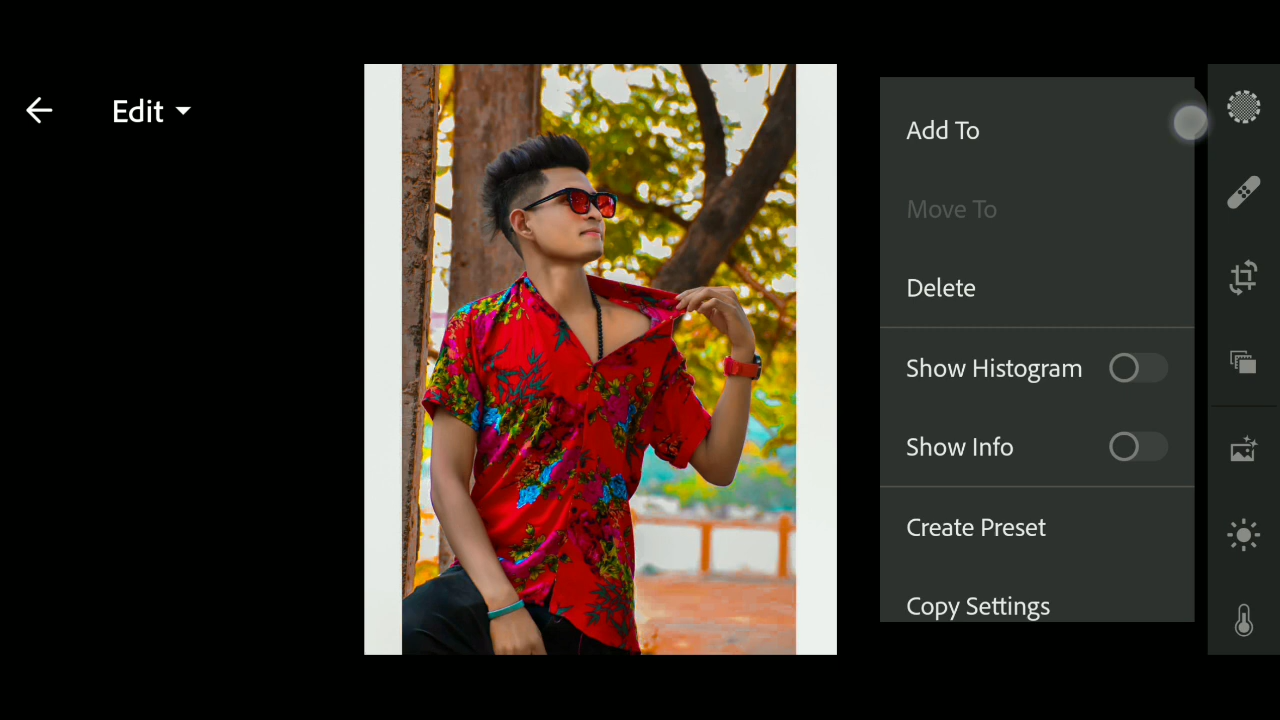 Edit
Add To
Move To
Delete
Show Histogram
Show Info
Create Preset
Copy Settings